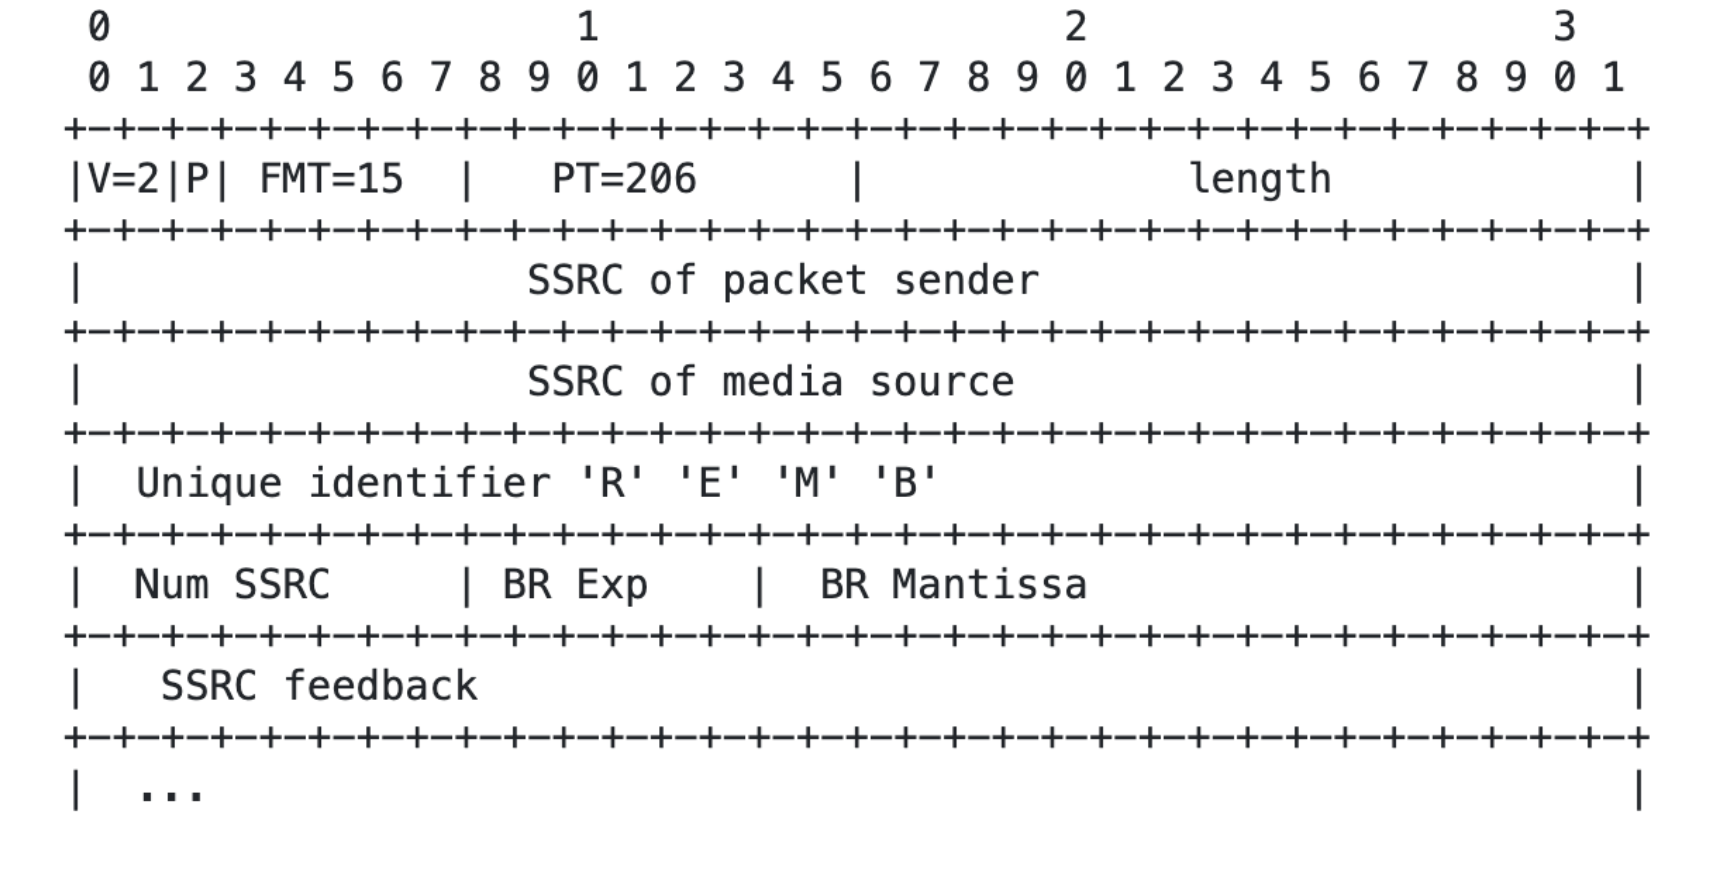 0                   1                   2                   3
 0 1 2 3 4 5 6 7 8 9 0 1 2 3 4 5 6 7 8 9 0 1 2 3 4 5 6 7 8 9 0 1
+-+-+-+-+-+-+-+-+-+-+-+-+-+-+-+-+-+-+-+-+-+-+-+-+-+-+-+-+-+-+-+-+
|V=2|P| FMT=15  |   PT=206      |             length            |
+-+-+-+-+-+-+-+-+-+-+-+-+-+-+-+-+-+-+-+-+-+-+-+-+-+-+-+-+-+-+-+-+
|                  SSRC of packet sender                        |
+-+-+-+-+-+-+-+-+-+-+-+-+-+-+-+-+-+-+-+-+-+-+-+-+-+-+-+-+-+-+-+-+
|                  SSRC of media source                         |
+-+-+-+-+-+-+-+-+-+-+-+-+-+-+-+-+-+-+-+-+-+-+-+-+-+-+-+-+-+-+-+-+
|  Unique identifier 'R' 'E' 'M' 'B'                            |
+-+-+-+-+-+-+-+-+-+-+-+-+-+-+-+-+-+-+-+-+-+-+-+-+-+-+-+-+-+-+-+-+
|  Num SSRC     | BR Exp    |  BR Mantissa                      |
+-+-+-+-+-+-+-+-+-+-+-+-+-+-+-+-+-+-+-+-+-+-+-+-+-+-+-+-+-+-+-+-+
|   SSRC feedback                                               |
+-+-+-+-+-+-+-+-+-+-+-+-+-+-+-+-+-+-+-+-+-+-+-+-+-+-+-+-+-+-+-+-+
|  ...                                                          |